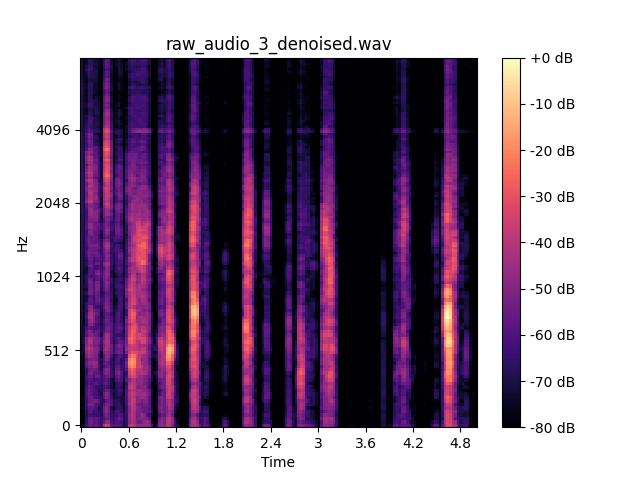 raw_audio_3_denoised.wav
Hz
4096
2048
1024
512
0
0 0.6 1.2 1.8 2.4 3 3.6 4.2 4.8
Time
+0 dB
-10 dB
-20 dB
-30 dB
-40 dB
-50 dB
-60 dB
-70 dB
-80 dB